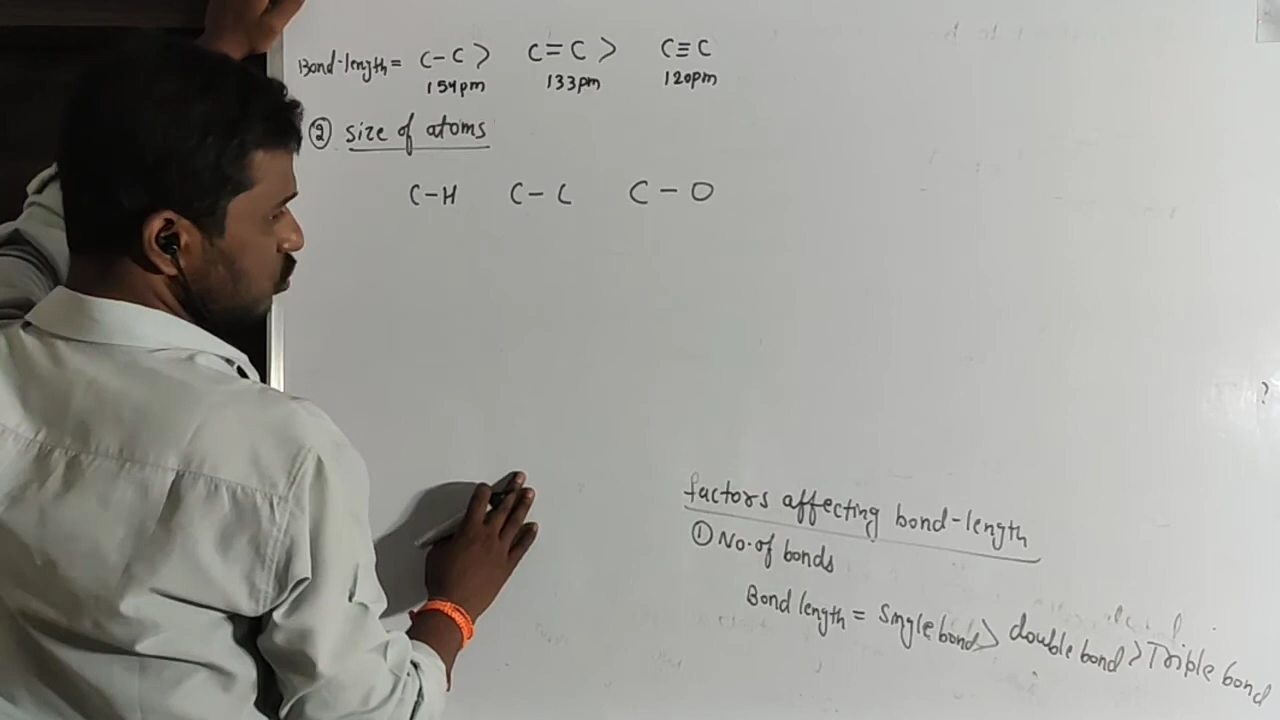 Bond-length = C-C > C=C > C≡C
154pm 133pm 120pm
② size of atoms
C-H C-C C-O
factors affecting bond-length
① No. of bonds
Bond length = Single bond > double bond > Triple bond
?